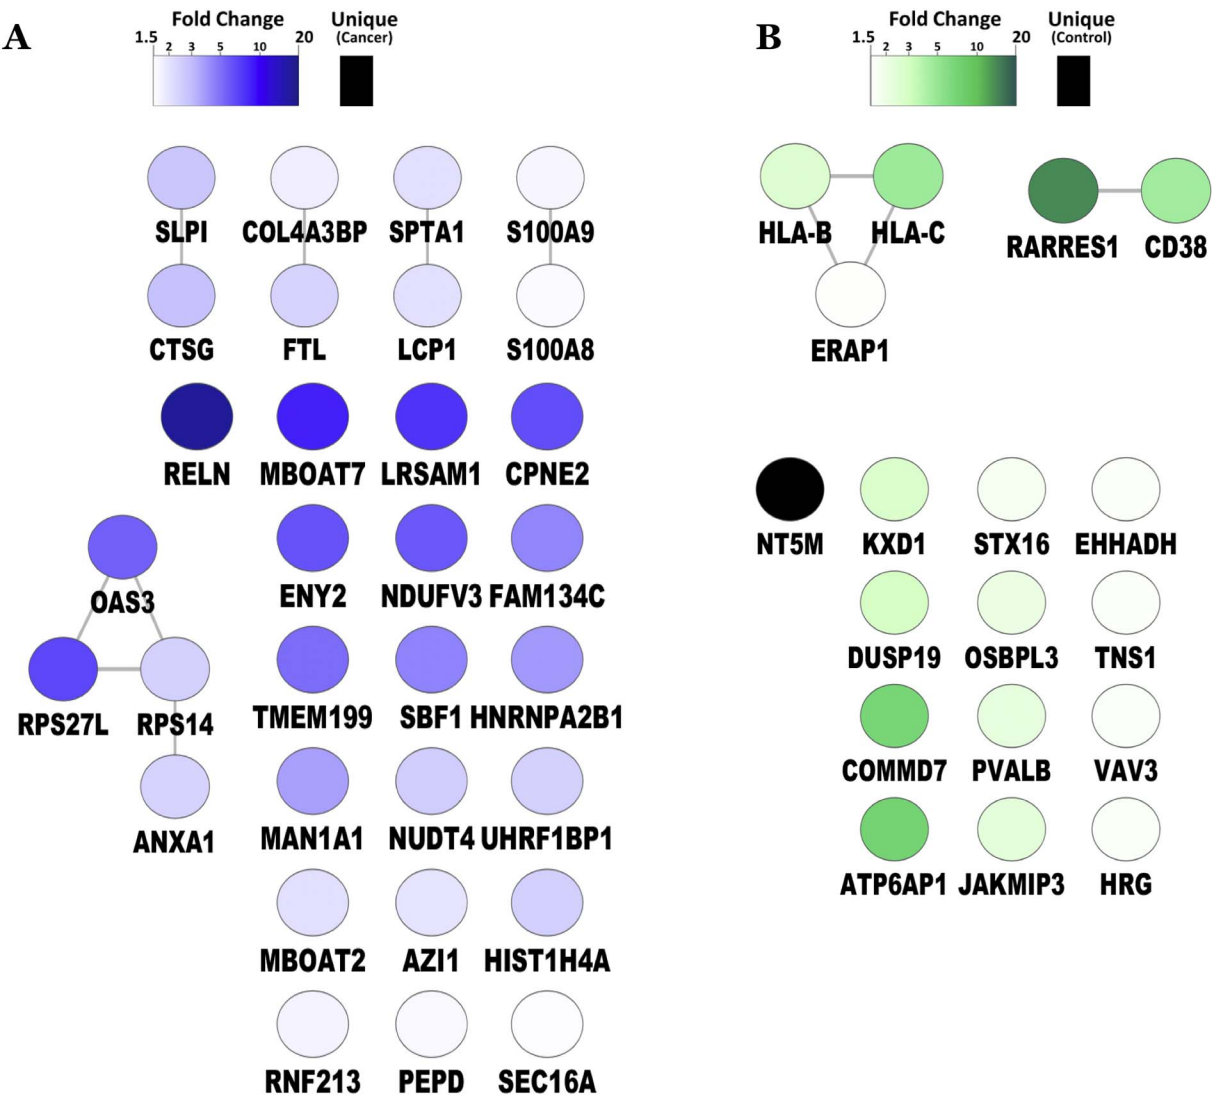 A
Fold Change
1.5 2 3 5 10 20
Unique
(Cancer)
SLPI COL4A3BP SPTA1 S100A9
CTSG FTL LCP1 S100A8
RELN MBOAT7 LRSAM1 CPNE2
ENY2 NDUFV3 FAM134C
OAS3
TMEM199 SBF1 HNRNPA2B1
RPS27L RPS14
MAN1A1 NUDT4 UHRF1BP1
ANXA1
MBOAT2 AZI1 HIST1H4A
RNF213 PEPD SEC16A
B
Fold Change
1.5 2 3 5 10 20
Unique
(Control)
HLA-B HLA-C
RARRES1 CD38
ERAP1
NT5M KXD1 STX16 EHHADH
DUSP19 OSBPL3 TNS1
COMMD7 PVALB VAV3
ATP6AP1 JAKMIP3 HRG